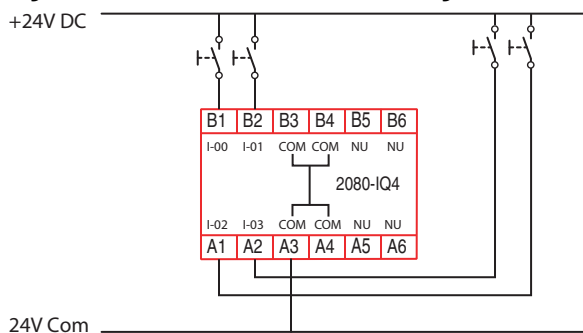 +24V DC
B1 B2 B3 B4 B5 B6
I-00 I-01 COM COM NU NU
2080-IQ4
I-02 I-03 COM COM NU NU
A1 A2 A3 A4 A5 A6
24V Com